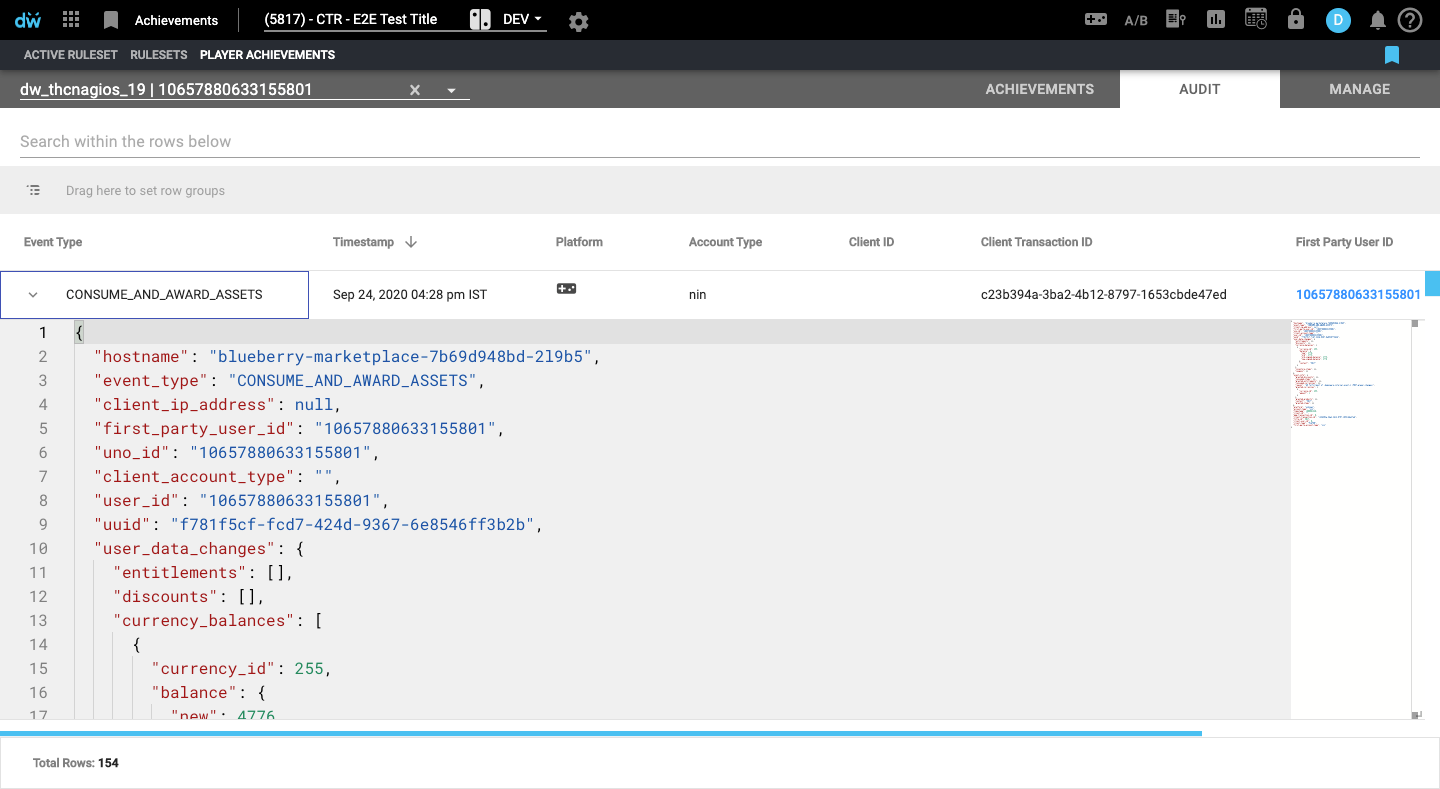 dw Achievements (5817) - CTR - E2E Test Title DEV A/B D
ACTIVE RULESET RULESETS PLAYER ACHIEVEMENTS
dw_thcnagios_19 | 10657880633155801 ACHIEVEMENTS AUDIT MANAGE
Search within the rows below
Drag here to set row groups
Event Type Timestamp Platform Account Type Client ID Client Transaction ID First Party User ID
CONSUME_AND_AWARD_ASSETS Sep 24, 2020 04:28 pm IST nin c23b394a-3ba2-4b12-8797-1653cbde47ed 10657880633155801
1 {
2 "hostname": "blueberry-marketplace-7b69d948bd-2l9b5",
3 "event_type": "CONSUME_AND_AWARD_ASSETS",
4 "client_ip_address": null,
5 "first_party_user_id": "10657880633155801",
6 "uno_id": "10657880633155801",
7 "client_account_type": "",
8 "user_id": "10657880633155801",
9 "uuid": "f781f5cf-fcd7-424d-9367-6e8546ff3b2b",
10 "user_data_changes": {
11 "entitlements": [],
12 "discounts": [],
13 "currency_balances": [
14 {
15 "currency_id": 255,
16 "balance": {
17 "new": 4776
Total Rows: 154